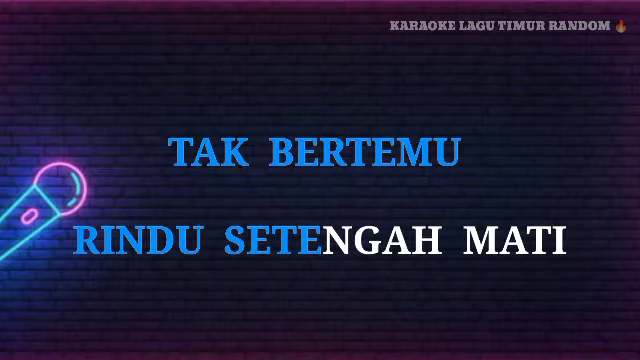 KARAOKE LAGU TIMUR RANDOM 🔥
TAK BERTEMU
RINDU SETENGAH MATI